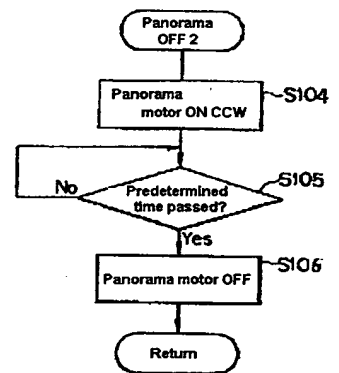 Panorama
OFF 2
Panorama
motor ON CCW
S104
No
Predetermined
time passed?
S105
Yes
Panorama motor OFF
S106
Return